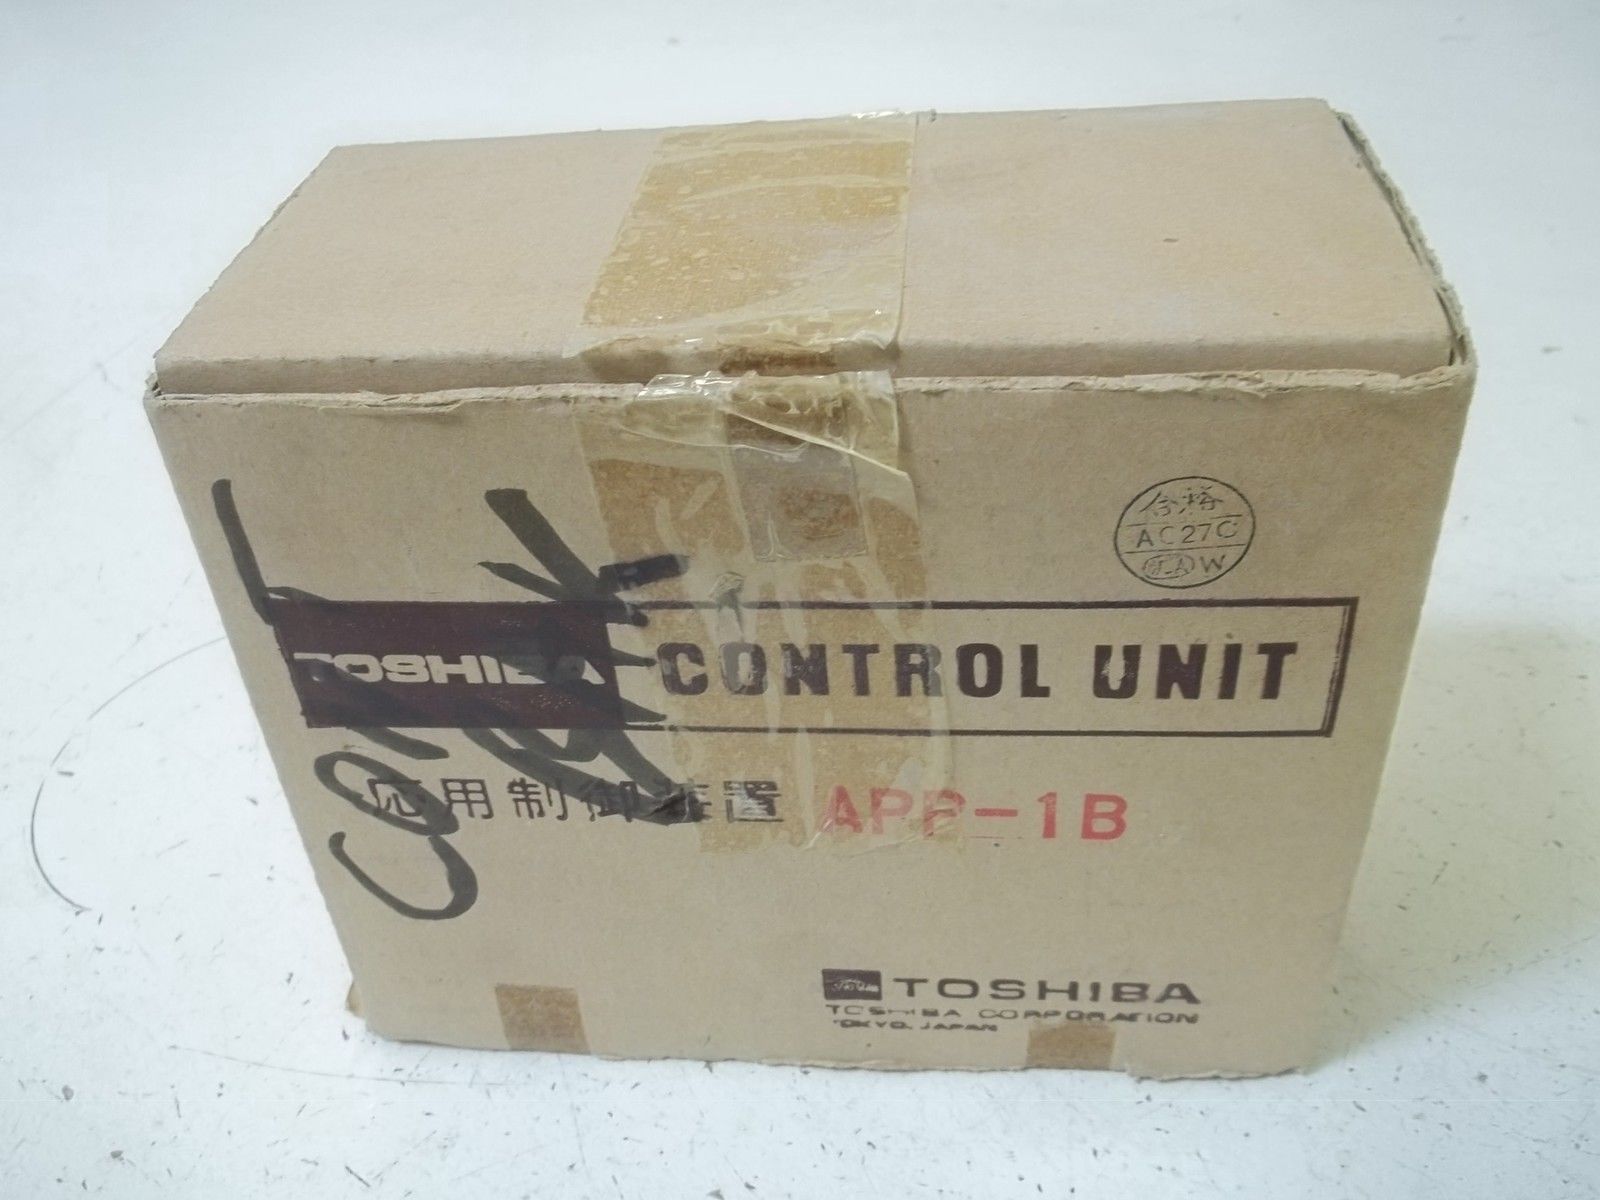 合格
AC27C
W
TOSHIBA CONTROL UNIT
応用制御装置 APP-1B
TOSHIBA
TOSHIBA CORPORATION
TOKYO, JAPAN